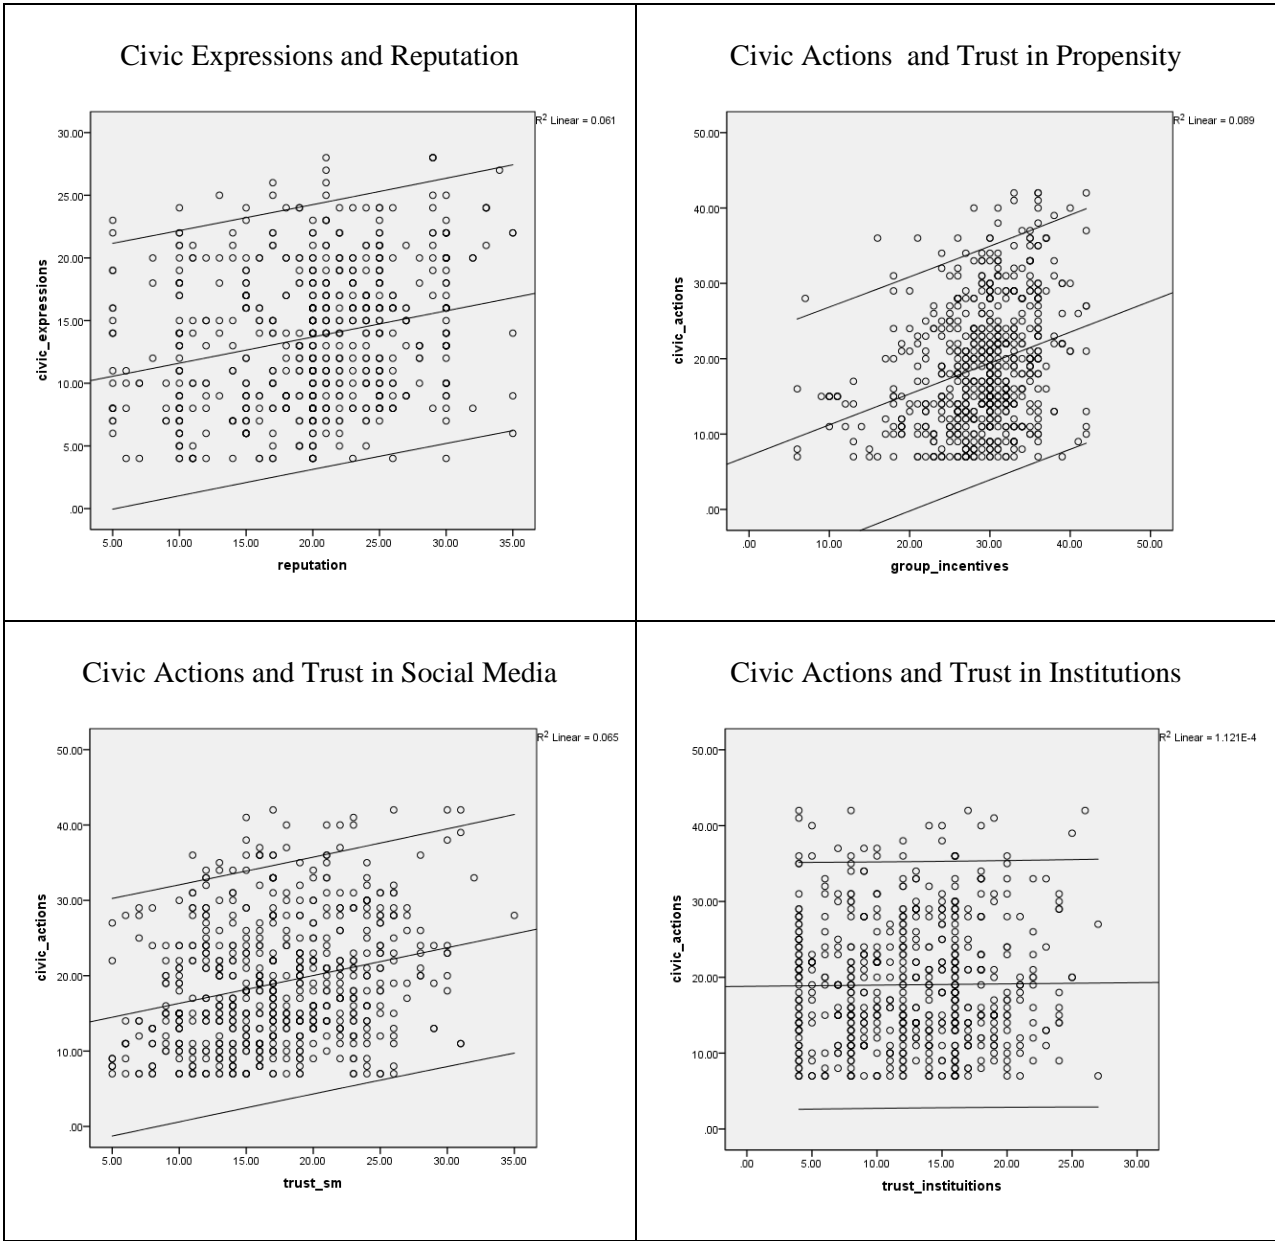 Civic Expressions and Reputation
R2 Linear = 0.061
30.00
25.00
20.00
15.00
10.00
5.00
.00
civic_expressions
5.00 10.00 15.00 20.00 25.00 30.00 35.00
reputation
Civic Actions and Trust in Propensity
R2 Linear = 0.089
50.00
40.00
30.00
20.00
10.00
.00
civic_actions
.00 10.00 20.00 30.00 40.00 50.00
group_incentives
Civic Actions and Trust in Social Media
R2 Linear = 0.065
50.00
40.00
30.00
20.00
10.00
.00
civic_actions
5.00 10.00 15.00 20.00 25.00 30.00 35.00
trust_sm
Civic Actions and Trust in Institutions
R2 Linear = 1.121E-4
50.00
40.00
30.00
20.00
10.00
.00
civic_actions
.00 5.00 10.00 15.00 20.00 25.00 30.00
trust_instituitions